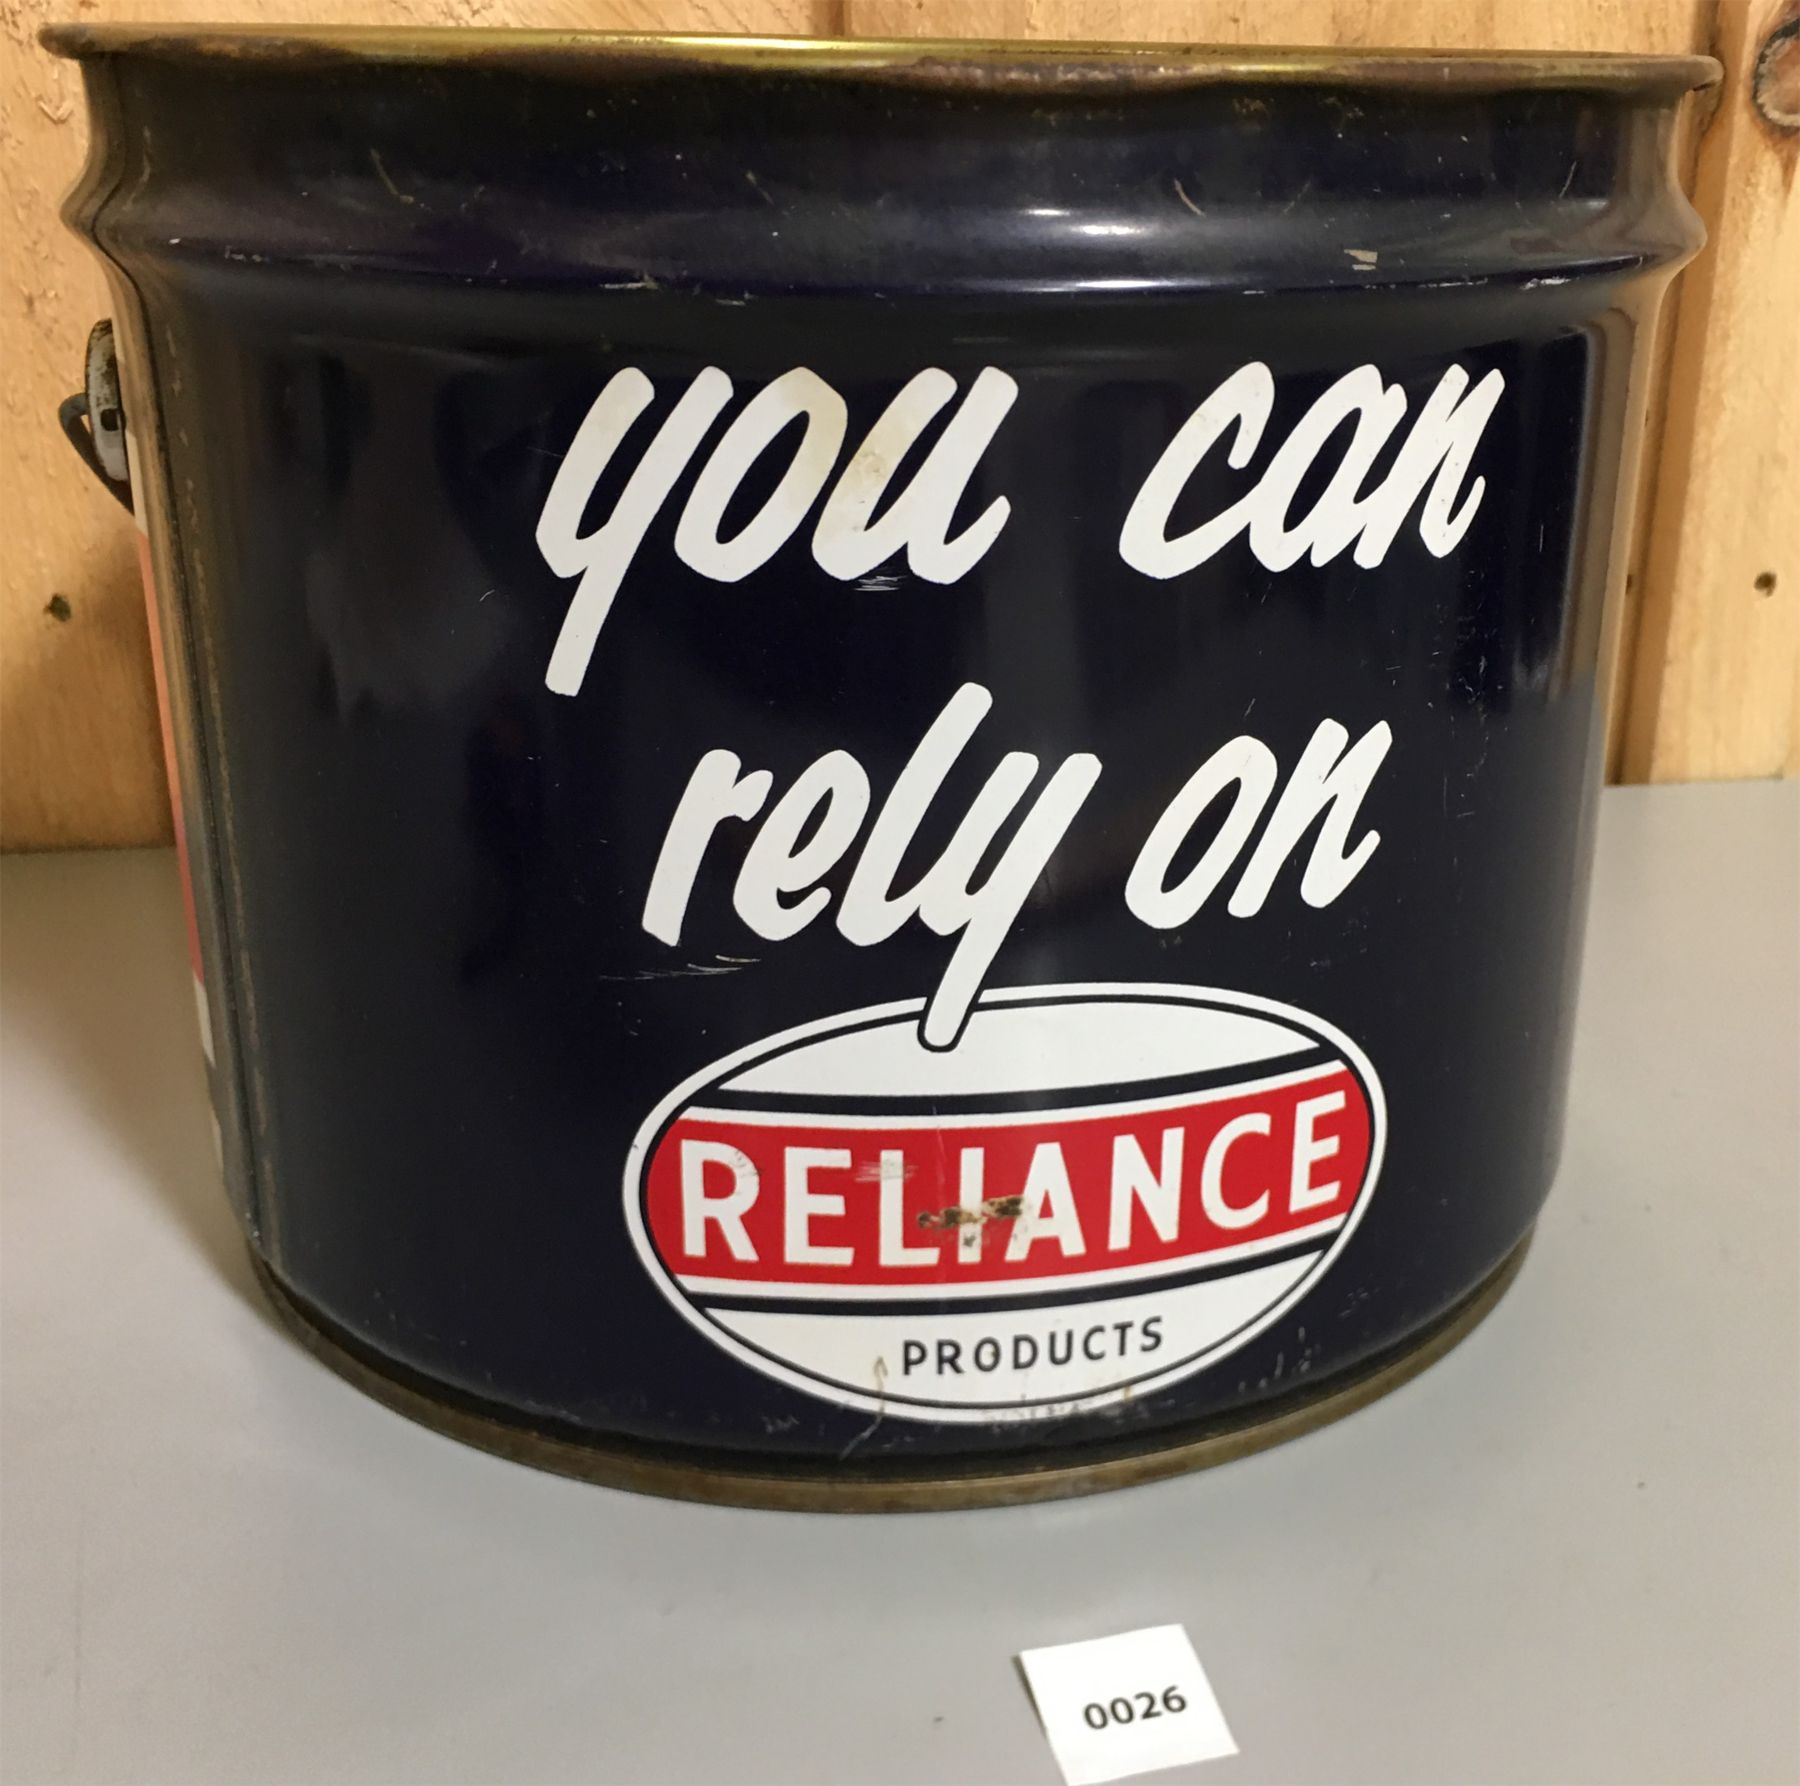 you can
rely on
RELIANCE
PRODUCTS
0026